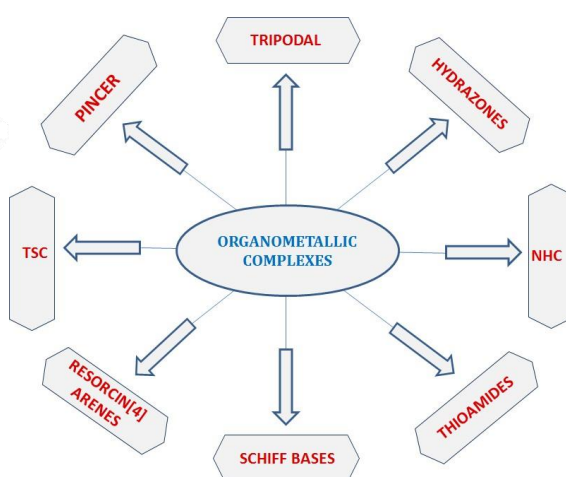 TRIPODAL
PINCER
HYDRAZONES
TSC
ORGANOMETALLIC
COMPLEXES
NHC
RESORCIN[4]
ARENES
THIOAMIDES
SCHIFF BASES